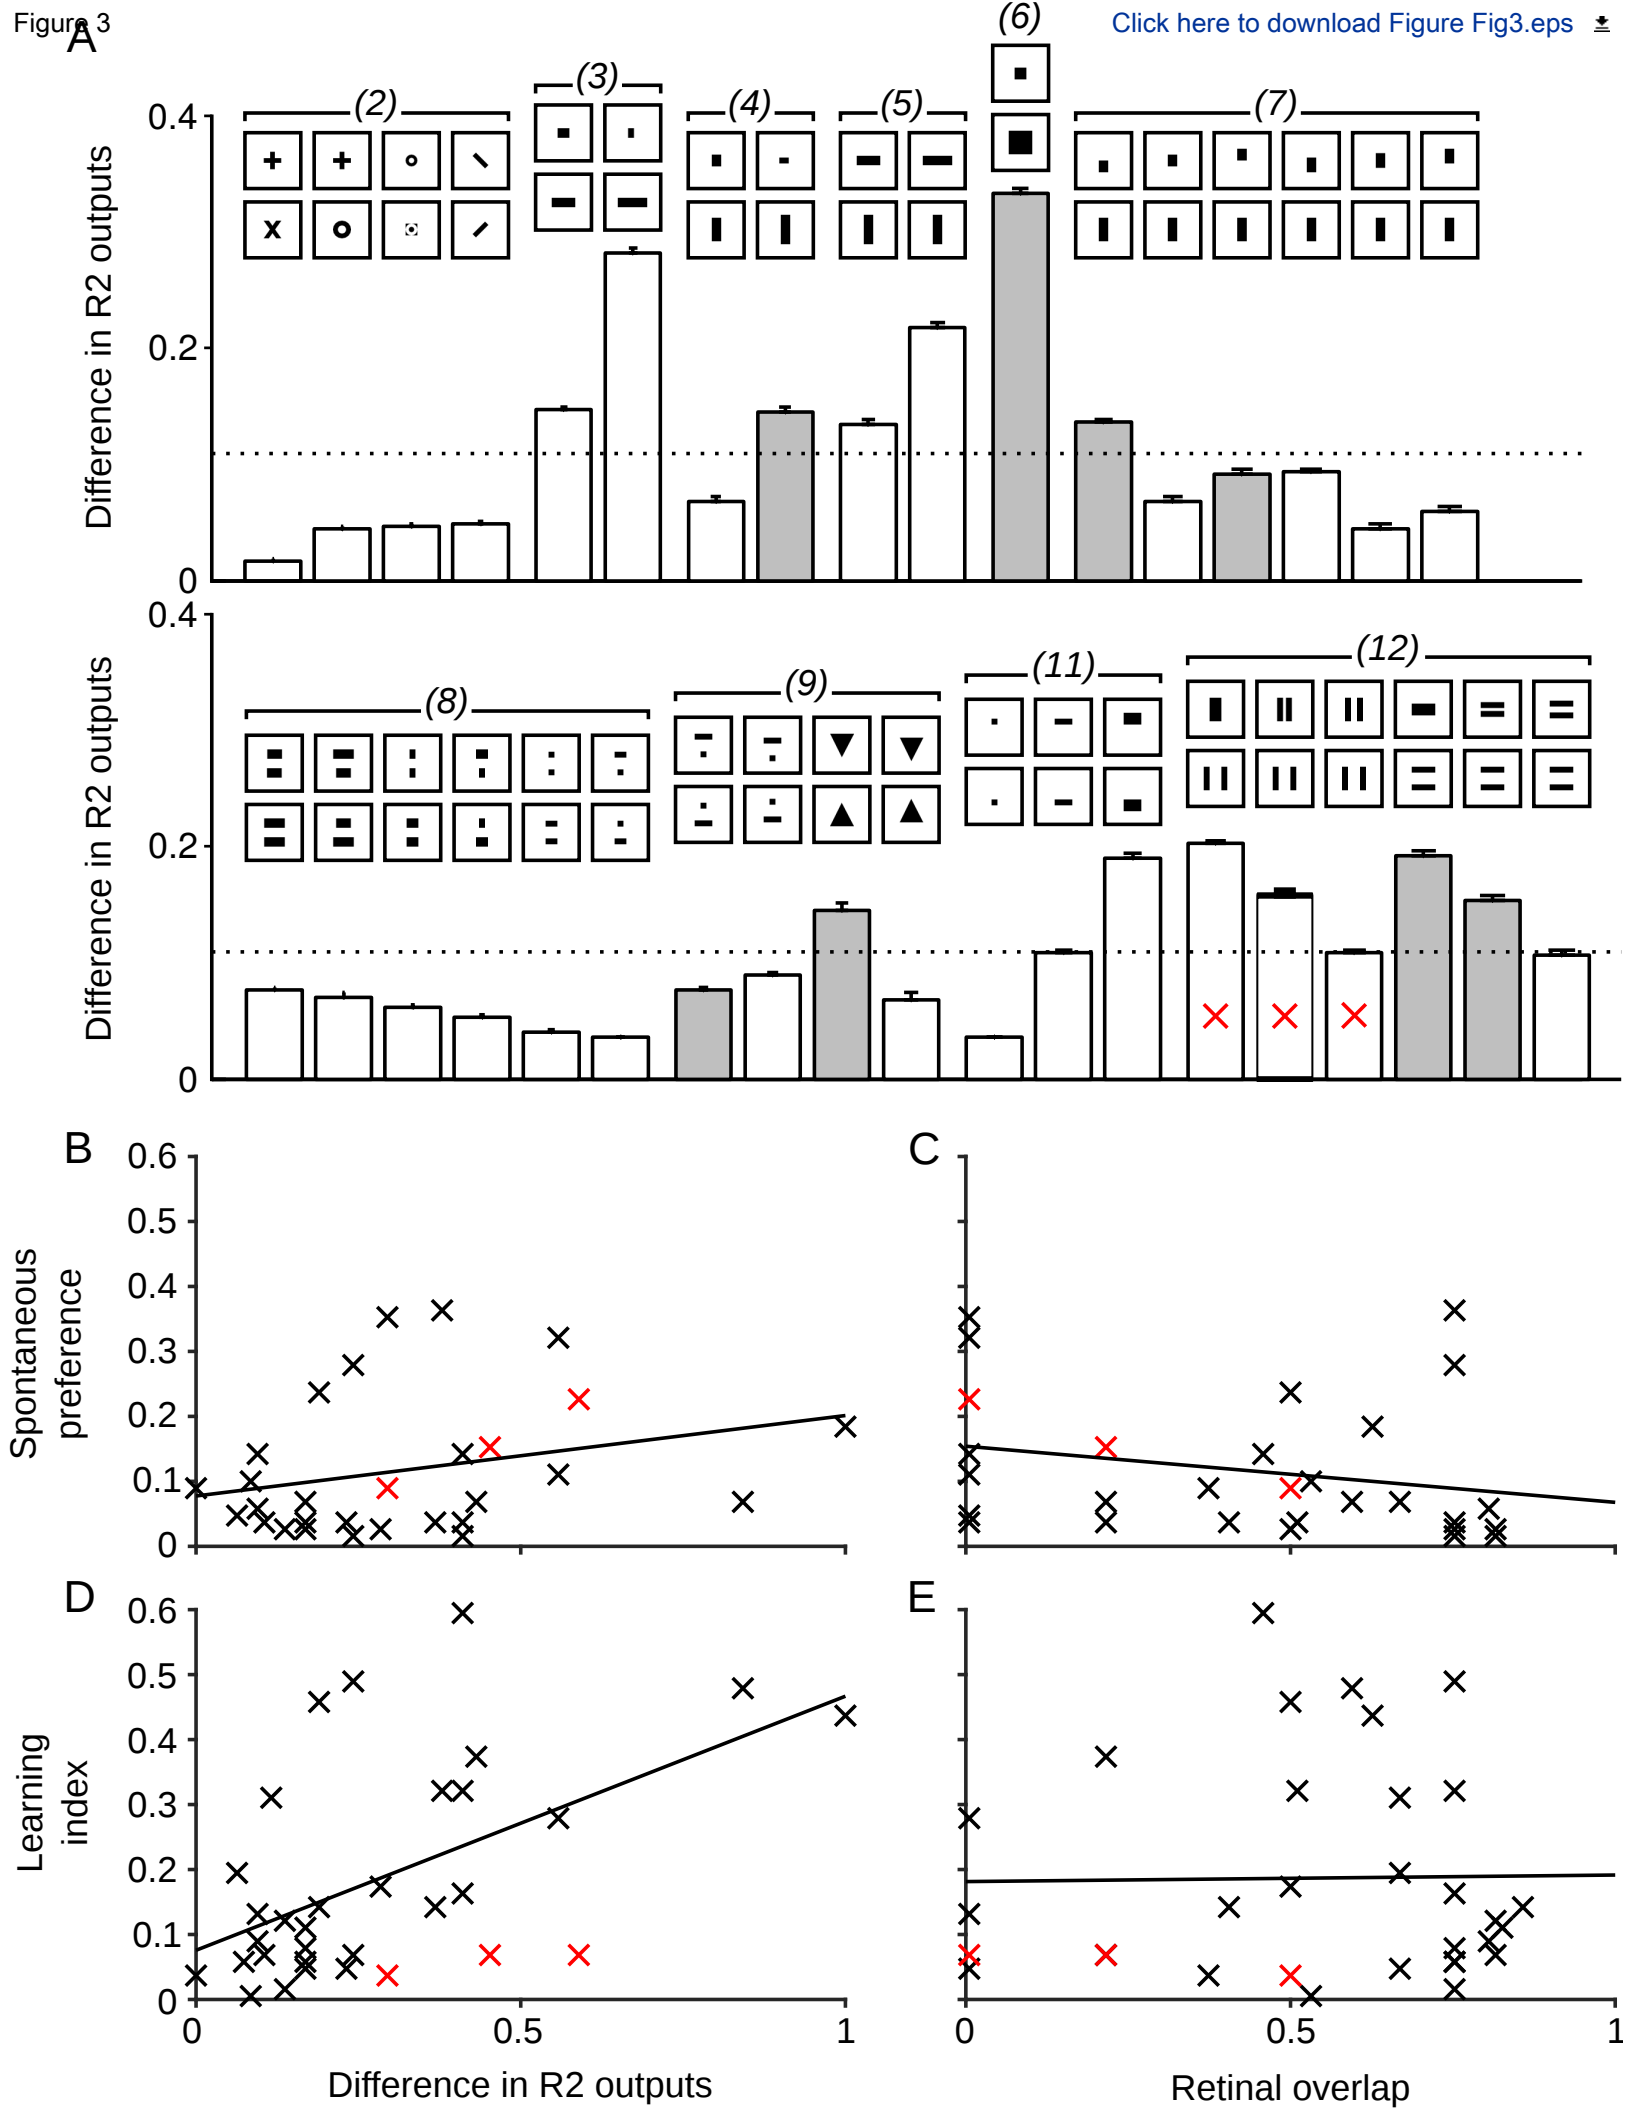 Figure 3
Click here to download Figure Fig3.eps
A
(6)
(3)
(2)
(4)
(5)
(7)
0.4
0.2
0
Difference in R2 outputs
0.4
0.2
0
Difference in R2 outputs
(12)
(11)
(9)
(8)
B
0.6
0.5
0.4
0.3
0.2
0.1
0
Spontaneous
preference
C
D
0.6
0.5
0.4
0.3
0.2
0.1
0
Learning
index
0
0.5
1
Difference in R2 outputs
E
0
0.5
1
Retinal overlap